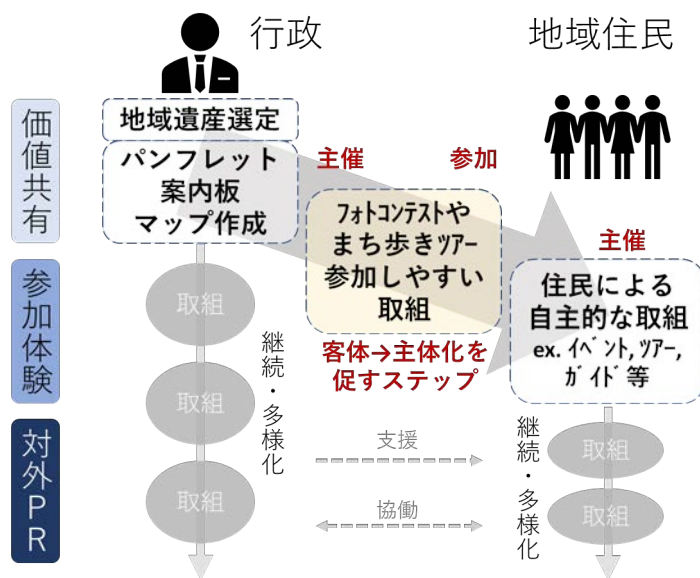 行政
地域住民
価値共有
参加体験
対外PR
地域遺産選定
パンフレット
案内板
マップ作成
主催
参加
フォトコンテストや
まち歩きツアー
参加しやすい
取組
客体→主体化を
促すステップ
主催
住民による
自主的な取組
ex. イベント,ツアー,
ガイド等
取組
取組
取組
継続・多様化
支援
協働
継続・多様化
取組
取組